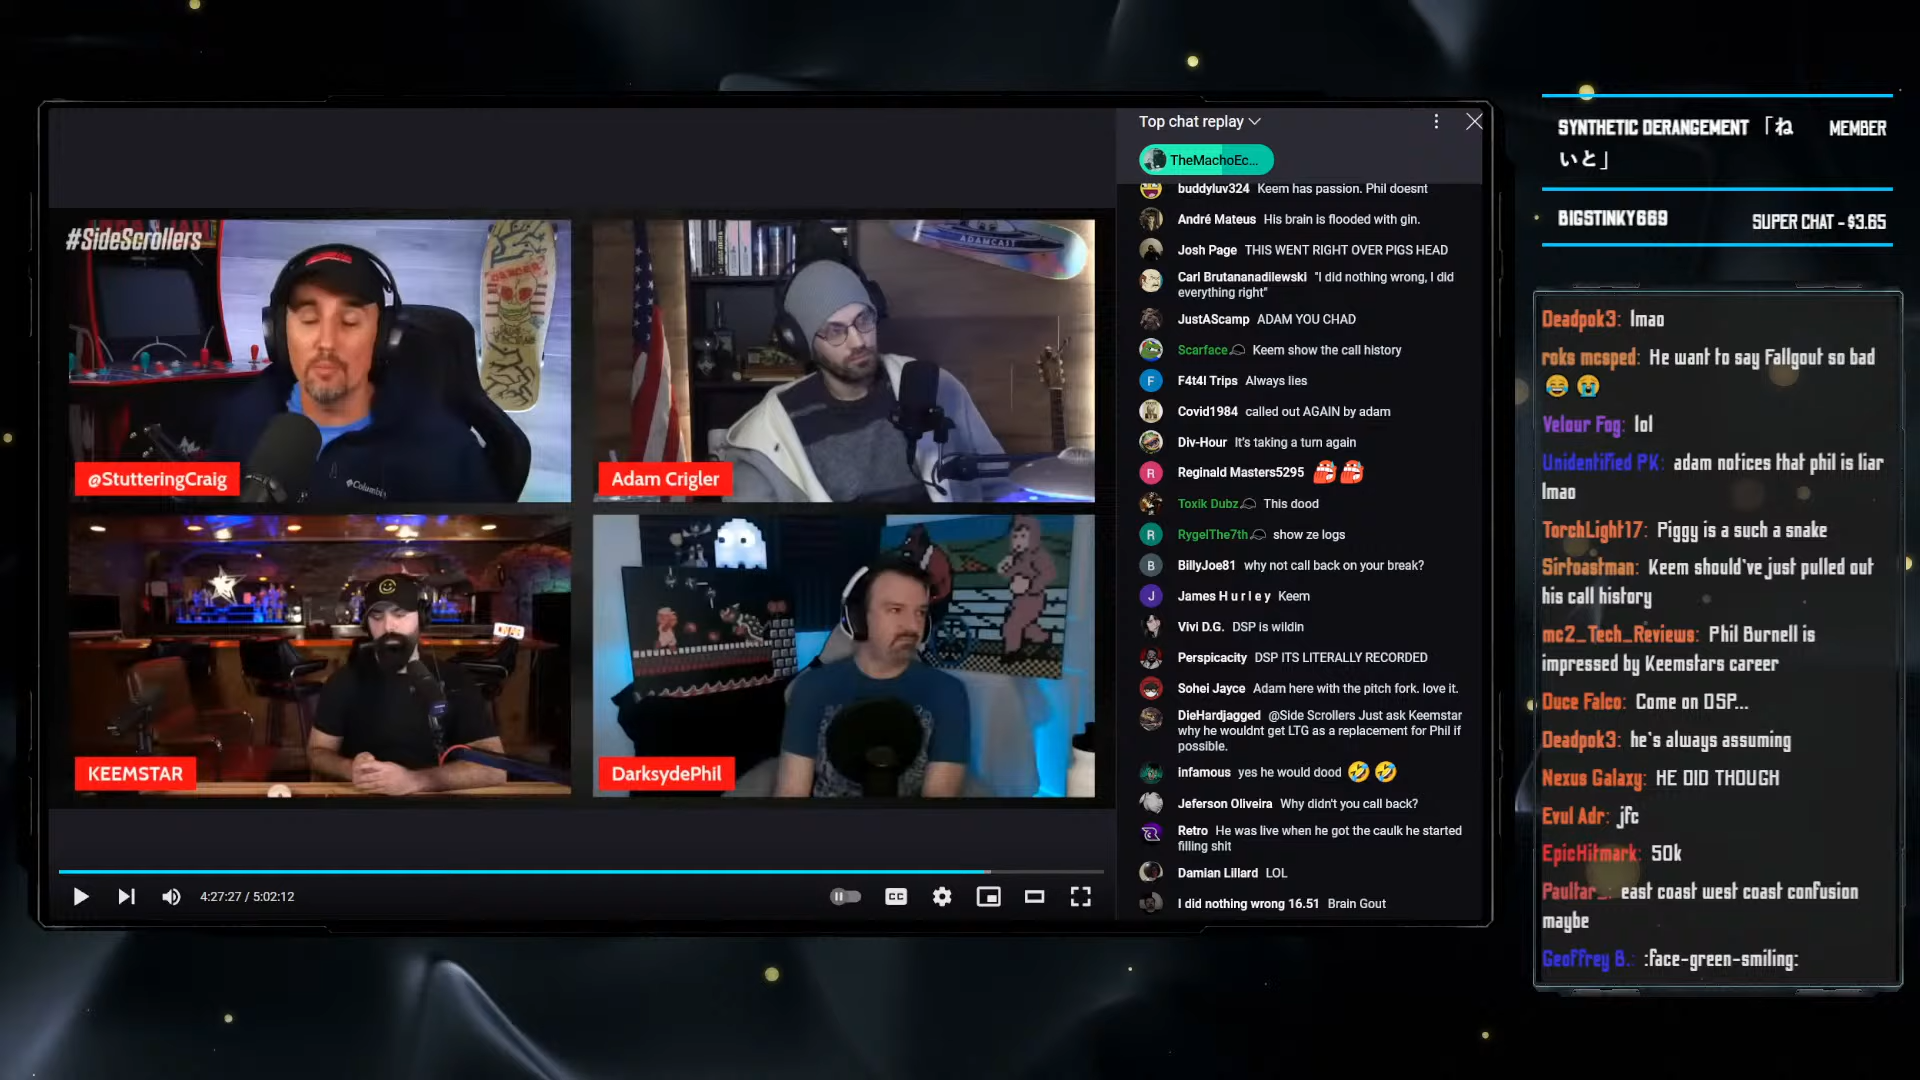 #SideScrollers
ADAMCAST
@StutteringCraig
Columbia
Adam Crigler
KEEMSTAR
DarksydePhil
4:27:27 / 5:02:12
CC
Top chat replay
TheMachoEc...
buddyluv324 Keem has passion. Phil doesnt
André Mateus His brain is flooded with gin.
Josh Page THIS WENT RIGHT OVER PIGS HEAD
Carl Brutananadilewski "I did nothing wrong, I did
everything right"
JustAScamp ADAM YOU CHAD
Scarface Keem show the call history
F F4t4l Trips Always lies
Covid1984 called out AGAIN by adam
Div-Hour It's taking a turn again
R Reginald Masters5295
Toxik Dubz This dood
R RygelThe7th show ze logs
B BillyJoe81 why not call back on your break?
J James H u r l e y Keem
Vivi D.G. DSP is wildin
Perspicacity DSP ITS LITERALLY RECORDED
Sohei Jayce Adam here with the pitch fork. love it.
DieHardjagged @Side Scrollers Just ask Keemstar
why he wouldnt get LTG as a replacement for Phil if
possible.
infamous yes he would dood 🤣🤣
Jeferson Oliveira Why didn't you call back?
Retro He was live when he got the caulk he started
filling shit
Damian Lillard LOL
I did nothing wrong 16.51 Brain Gout
SYNTHETIC DERANGEMENT 「ね MEMBER
いと」
BIGSTINKY669 SUPER CHAT - $3.65
Deadpok3: lmao
roks mcsped: He want to say Fallgout so bad
😂 😭
Velour Fog: lol
Unidentified PK: adam notices that phil is liar
lmao
TorchLight17: Piggy is a such a snake
Sirtoastman: Keem should've just pulled out
his call history
mc2_Tech_Reviews: Phil Burnell is
impressed by Keemstars career
Duce Falco: Come on DSP...
Deadpok3: he's always assuming
Nexus Galaxy: HE DID THOUGH
Evul Adr: jfc
EpicHitmark: 50k
Paultar_: east coast west coast confusion
maybe
Geoffrey B.: :face-green-smiling: